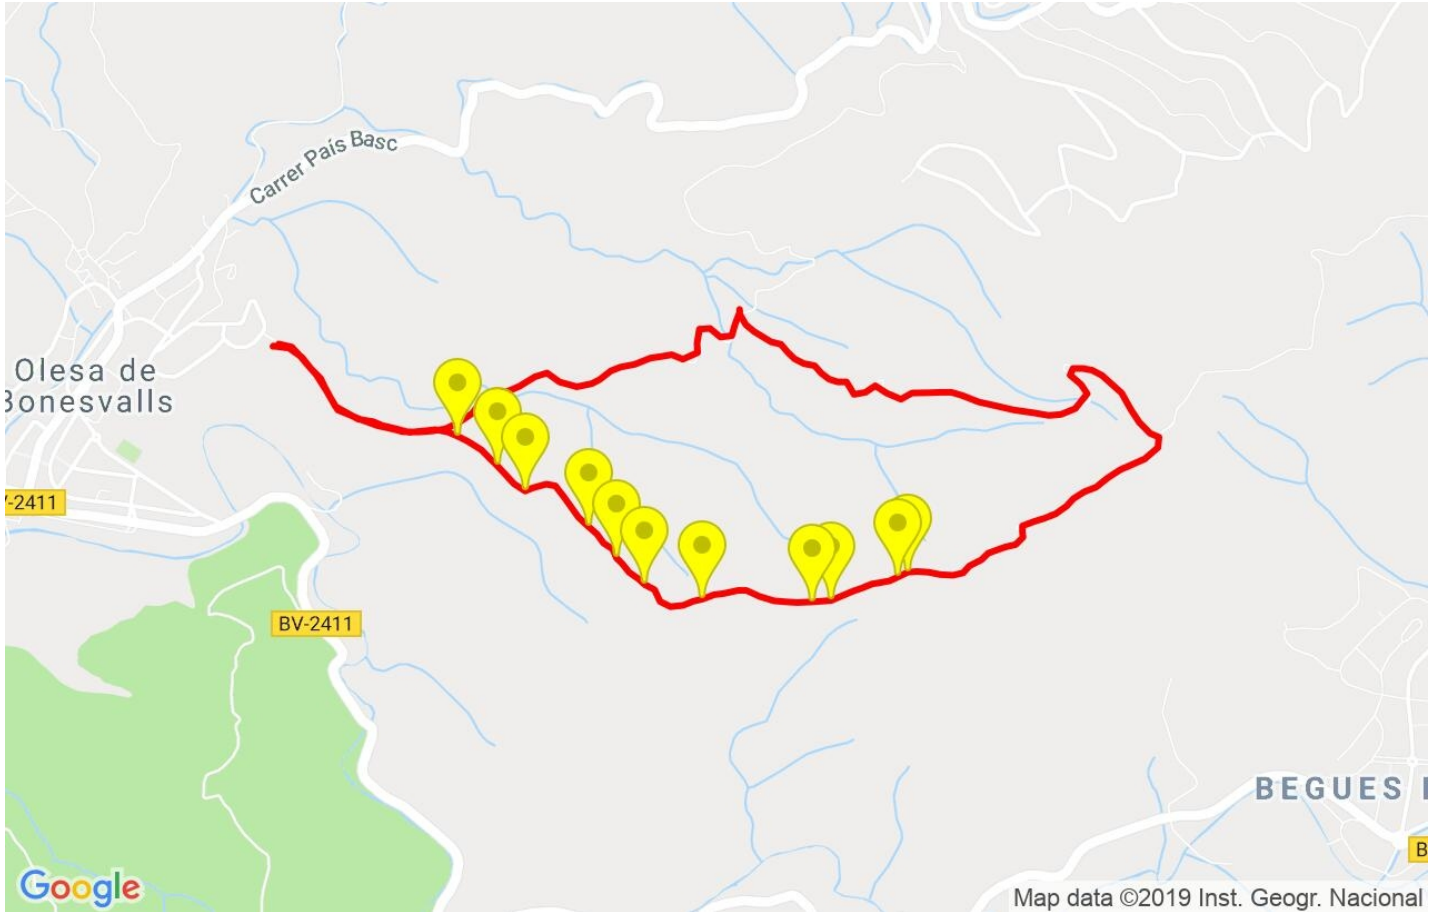 Carrer País Basc
Olesa de
Bonesvalls
-2411
BV-2411
BEGUES
B
Google
Map data ©2019 Inst. Geogr. Nacional